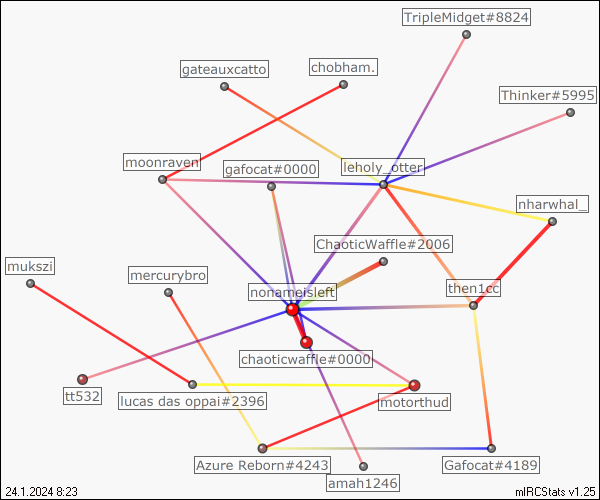 TripleMidget#8824
gateauxcatto
chobham.
Thinker#5995
moonraven
gafocat#0000
leholy_otter
nharwhal_
ChaoticWaffle#2006
mukszi
mercurybro
nonameisleft
then1cc
chaoticwaffle#0000
tt532
lucas das oppai#2396
motorthud
Azure Reborn#4243
Gafocat#4189
amah1246
24.1.2024 8:23
mIRCStats v1.25